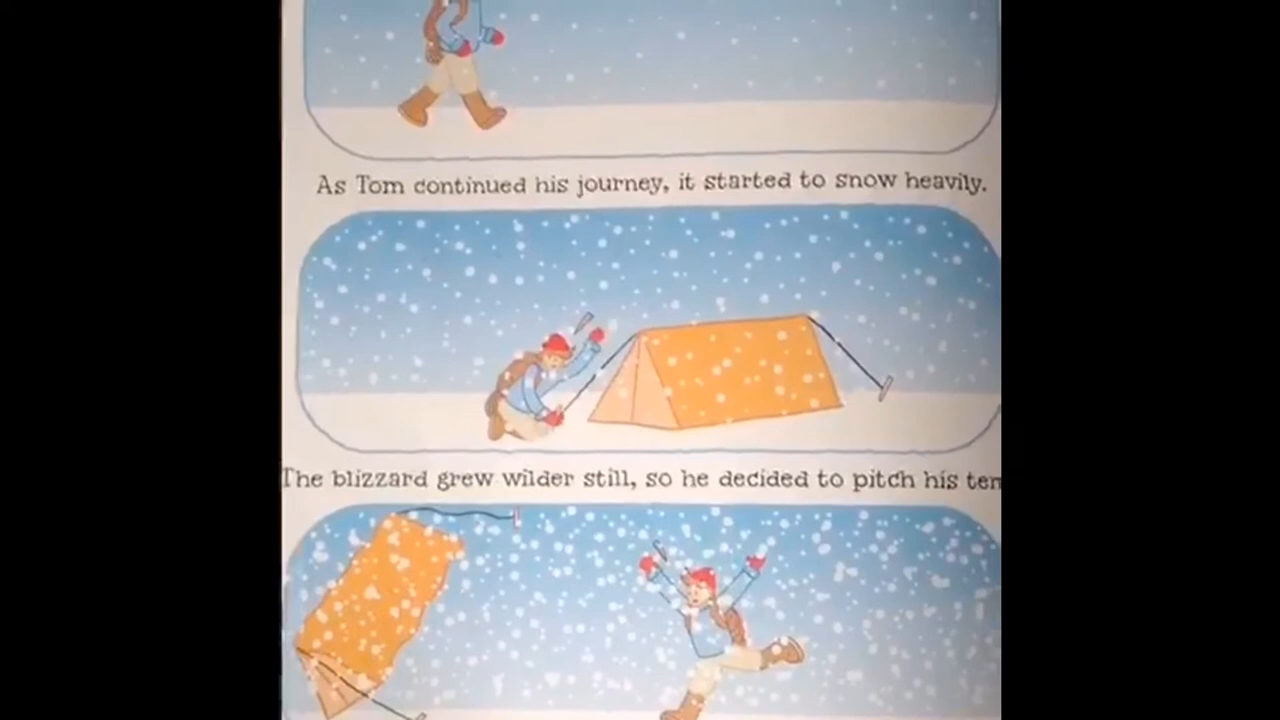 As Tom continued his journey, it started to snow heavily.
The blizzard grew wilder still, so he decided to pitch his